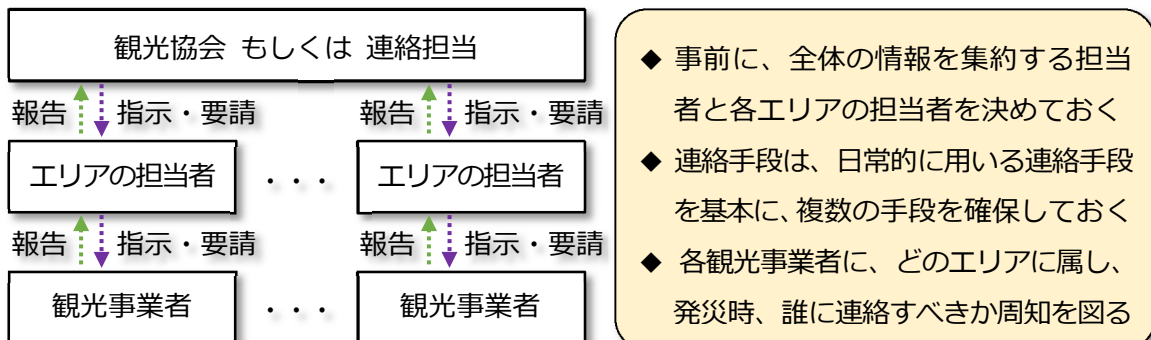 観光協会 もしくは 連絡担当
報告 指示・要請 報告 指示・要請
エリアの担当者 ・・・ エリアの担当者
報告 指示・要請 報告 指示・要請
観光事業者 ・・・ 観光事業者
◆ 事前に、全体の情報を集約する担当
者と各エリアの担当者を決めておく
◆ 連絡手段は、日常的に用いる連絡手段
を基本に、複数の手段を確保しておく
◆ 各観光事業者に、どのエリアに属し、
発災時、誰に連絡すべきか周知を図る